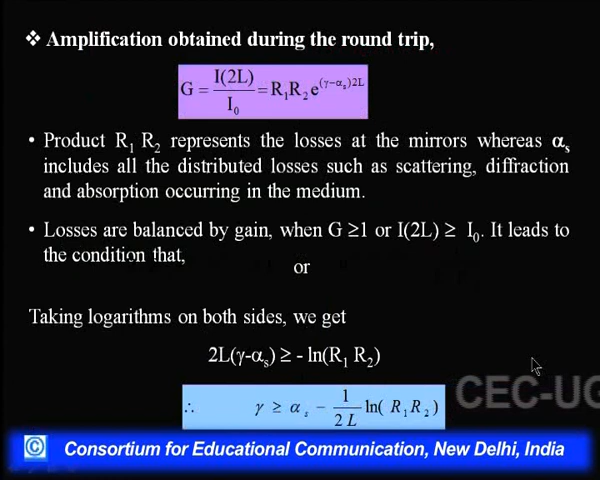 ❖ Amplification obtained during the round trip,
G = I(2L)/I₀ = R₁R₂e^(γ−αₛ)2L
• Product R₁ R₂ represents the losses at the mirrors whereas αₛ
includes all the distributed losses such as scattering, diffraction
and absorption occurring in the medium.
• Losses are balanced by gain, when G ≥1 or I(2L) ≥ I₀. It leads to
the condition that,
or
Taking logarithms on both sides, we get
2L(γ-αₛ) ≥ - ln(R₁ R₂)
∴ γ ≥ αₛ − 1/2L ln( R₁R₂ )
CEC-UG
© Consortium for Educational Communication, New Delhi, India